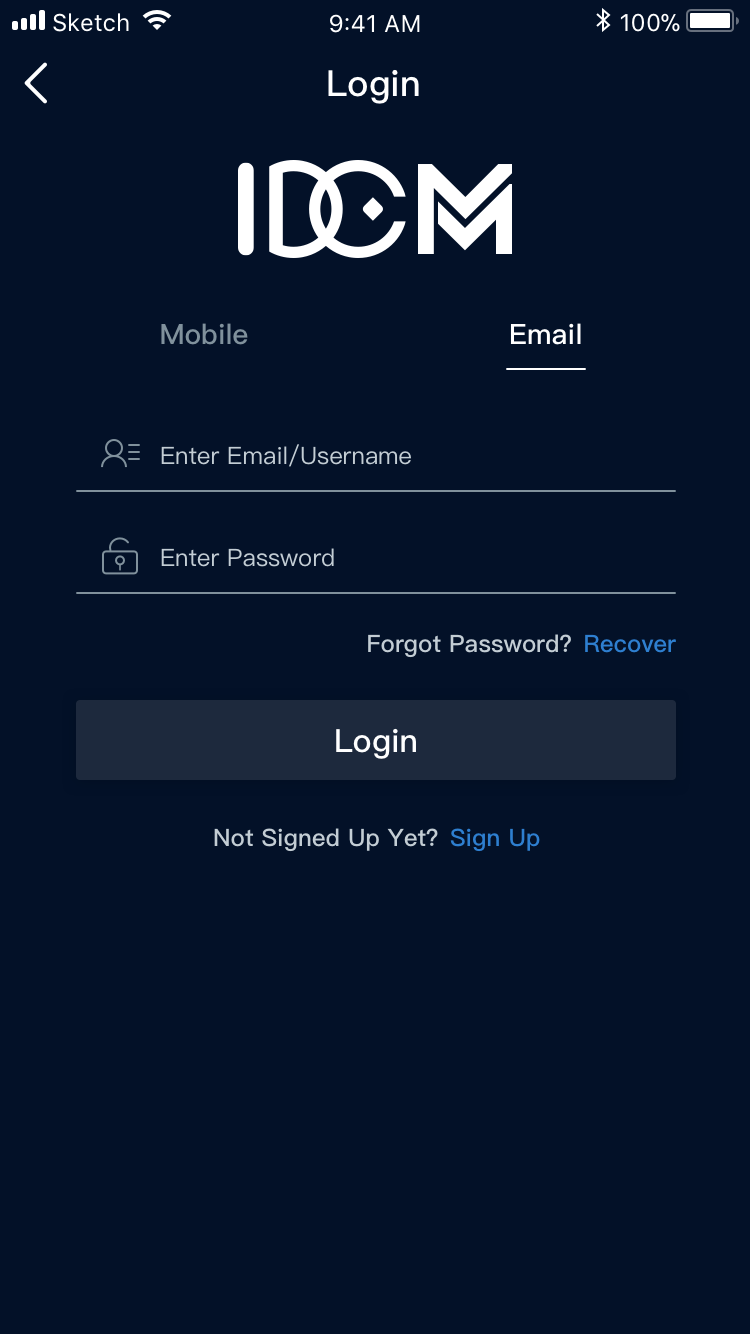 Sketch 9:41 AM 100%
Login
IDCM
Mobile Email
Enter Email/Username
Enter Password
Forgot Password? Recover
Login
Not Signed Up Yet? Sign Up